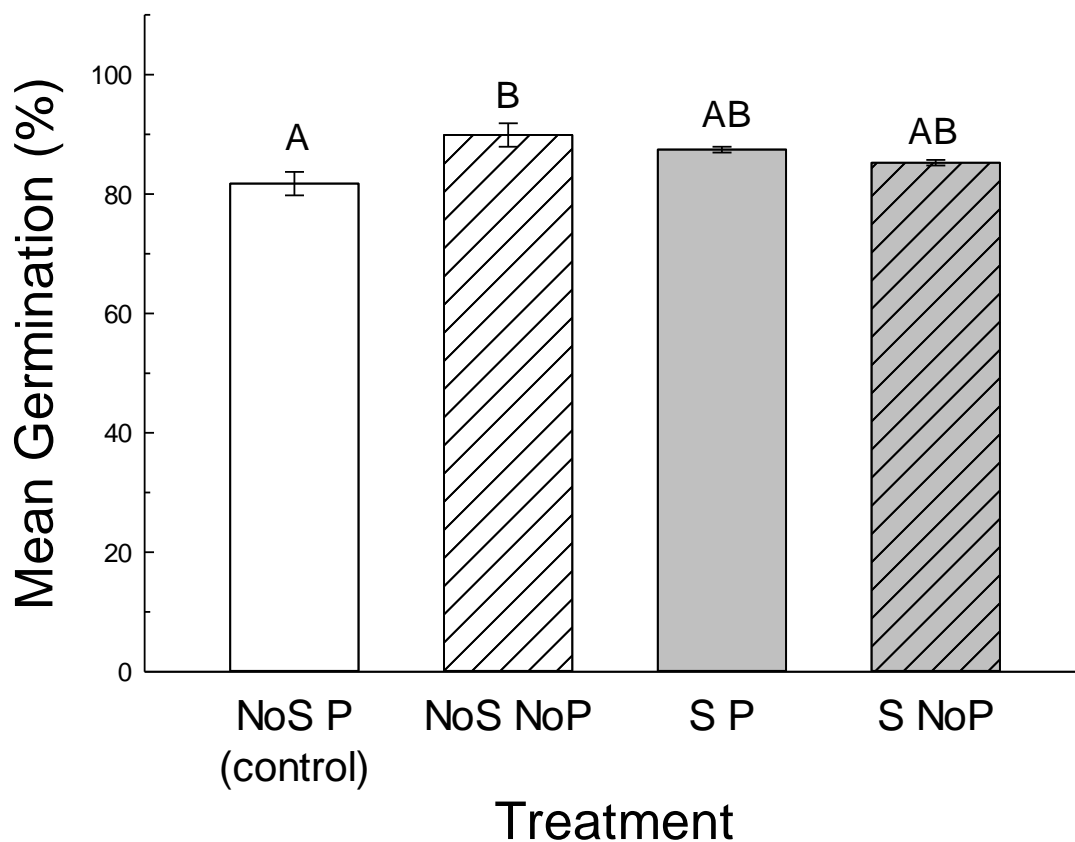 Mean Germination (%)
100
80
60
40
20
0
A
B
AB
AB
NoS P
(control)
NoS NoP
S P
S NoP
Treatment